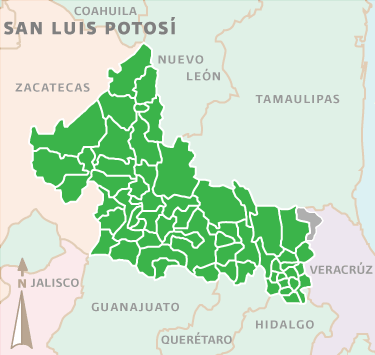 COAHUILA
SAN LUIS POTOSÍ
NUEVO
LEÓN
ZACATECAS
TAMAULIPAS
N
JALISCO
VERACRÚZ
GUANAJUATO
HIDALGO
QUERÉTARO